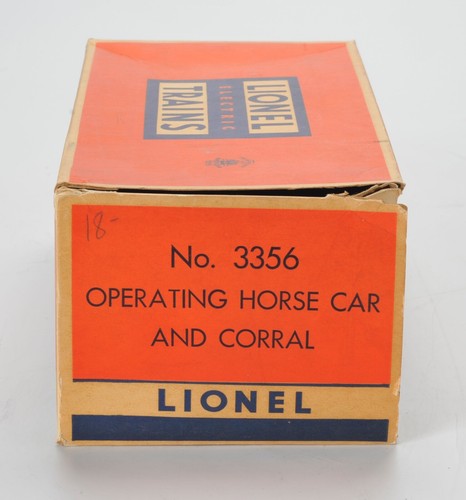 LIONEL
ELECTRIC
TRAINS
18-
No. 3356
OPERATING HORSE CAR
AND CORRAL
LIONEL